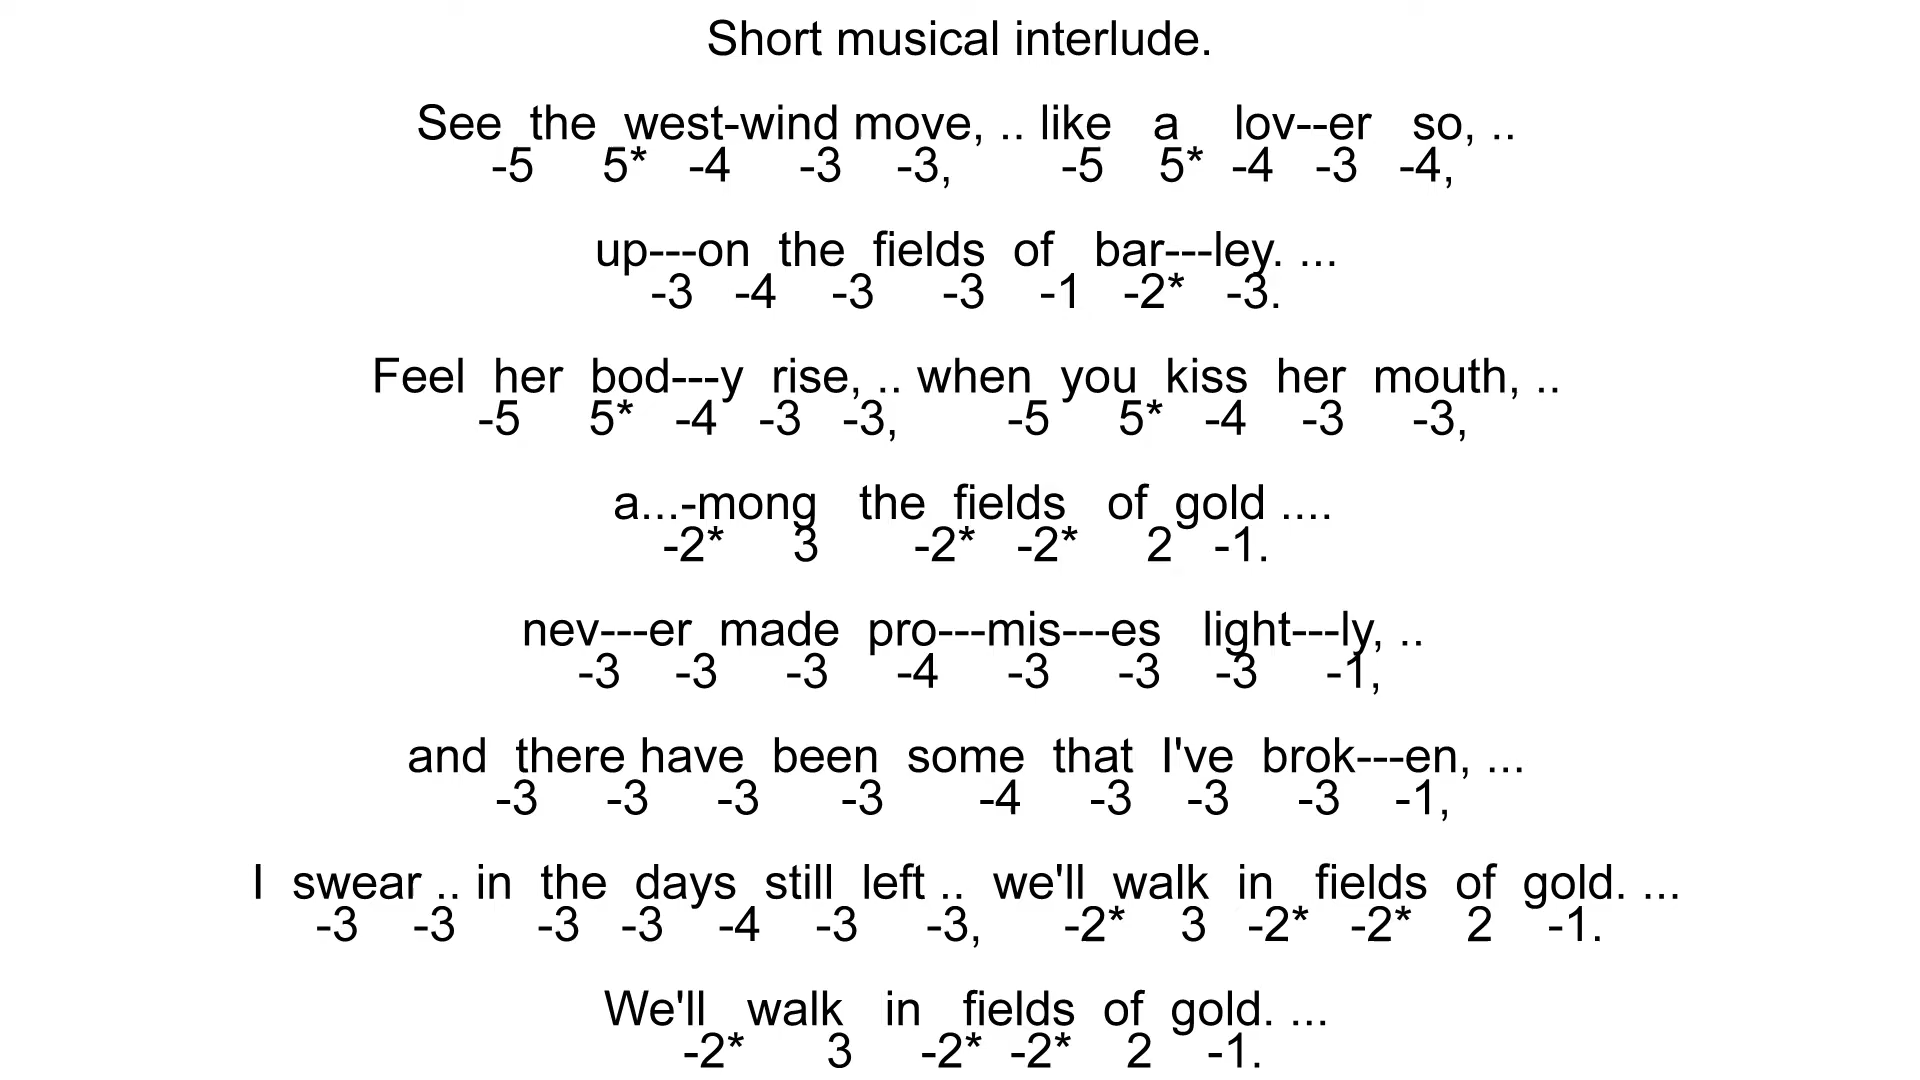 Short musical interlude.
See the west-wind move, .. like a lov--er so, ..
-5 5* -4 -3 -3, -5 5* -4 -3 -4,
up---on the fields of bar---ley. ...
-3 -4 -3 -3 -1 -2* -3.
Feel her bod---y rise, .. when you kiss her mouth, ..
-5 5* -4 -3 -3, -5 5* -4 -3 -3,
a...-mong the fields of gold ....
-2* 3 -2* -2* 2 -1.
nev---er made pro---mis---es light---ly, ..
-3 -3 -3 -4 -3 -3 -3 -1,
and there have been some that I've brok---en, ...
-3 -3 -3 -3 -4 -3 -3 -3 -1,
I swear .. in the days still left .. we'll walk in fields of gold. ...
-3 -3 -3 -3 -4 -3 -3, -2* 3 -2* -2* 2 -1.
We'll walk in fields of gold. ...
-2* 3 -2* -2* 2 -1.